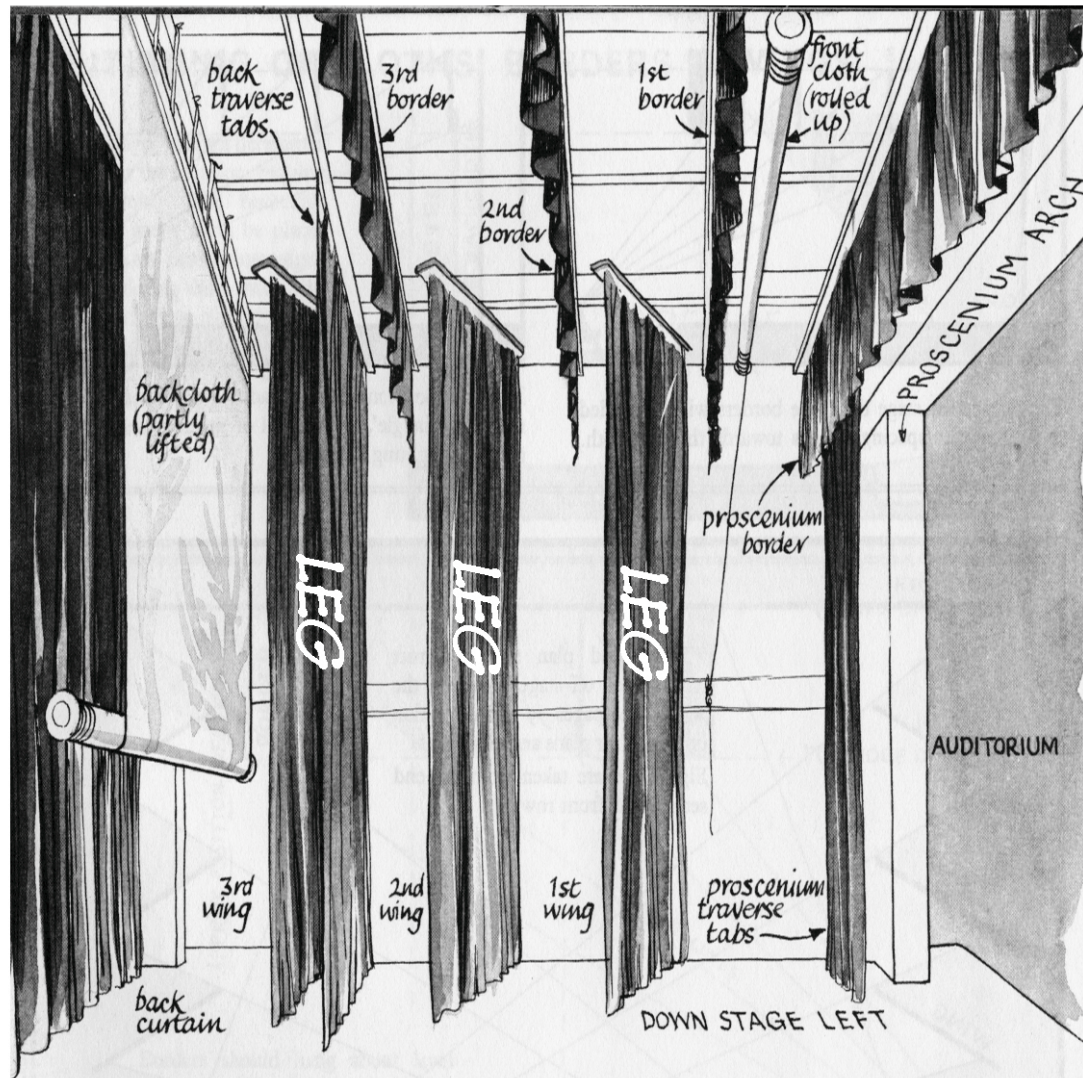 back
traverse
tabs
3rd
border
1st
border
front
cloth
(rolled
up)
2nd
border
PROSCENIUM ARCH
backcloth
(partly
lifted)
proscenium
border
LEG
LEG
LEG
AUDITORIUM
3rd
wing
2nd
wing
1st
wing
proscenium
traverse
tabs
back
curtain
DOWN STAGE LEFT